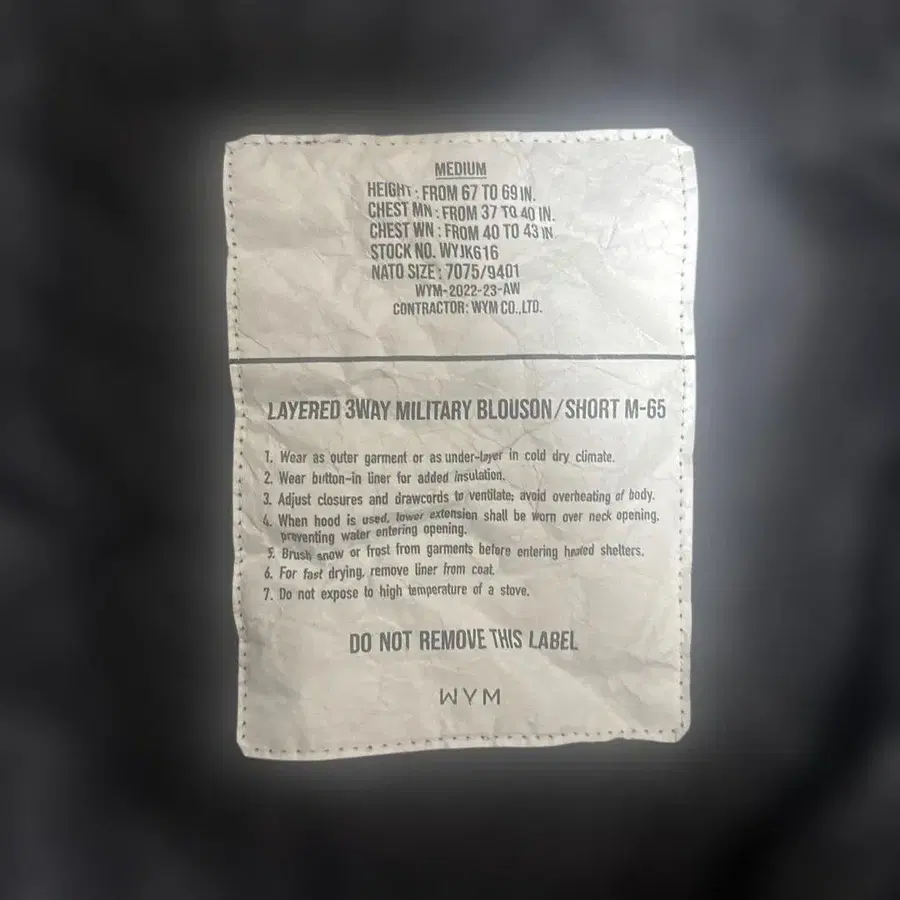 MEDIUM
HEIGHT : FROM 67 TO 69 IN.
CHEST MN : FROM 37 TO 40 IN.
CHEST WN : FROM 40 TO 43 IN.
STOCK NO. WYJK616
NATO SIZE : 7075/9401
WYM-2022-23-AW
CONTRACTOR: WYM CO.,LTD.
LAYERED 3WAY MILITARY BLOUSON/SHORT M-65
1. Wear as outer garment or as under-layer in cold dry climate.
2. Wear button-in liner for added insulation.
3. Adjust closures and drawcords to ventilate; avoid overheating of body.
4. When hood is used, lower extension shall be worn over neck opening,
preventing water entering opening.
5. Brush snow or frost from garments before entering heated shelters.
6. For fast drying, remove liner from coat.
7. Do not expose to high temperature of a stove.
DO NOT REMOVE THIS LABEL
WYM